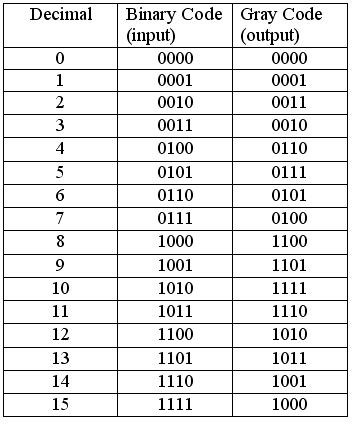 Decimal Binary Code Gray Code
(input) (output)
0 0000 0000
1 0001 0001
2 0010 0011
3 0011 0010
4 0100 0110
5 0101 0111
6 0110 0101
7 0111 0100
8 1000 1100
9 1001 1101
10 1010 1111
11 1011 1110
12 1100 1010
13 1101 1011
14 1110 1001
15 1111 1000